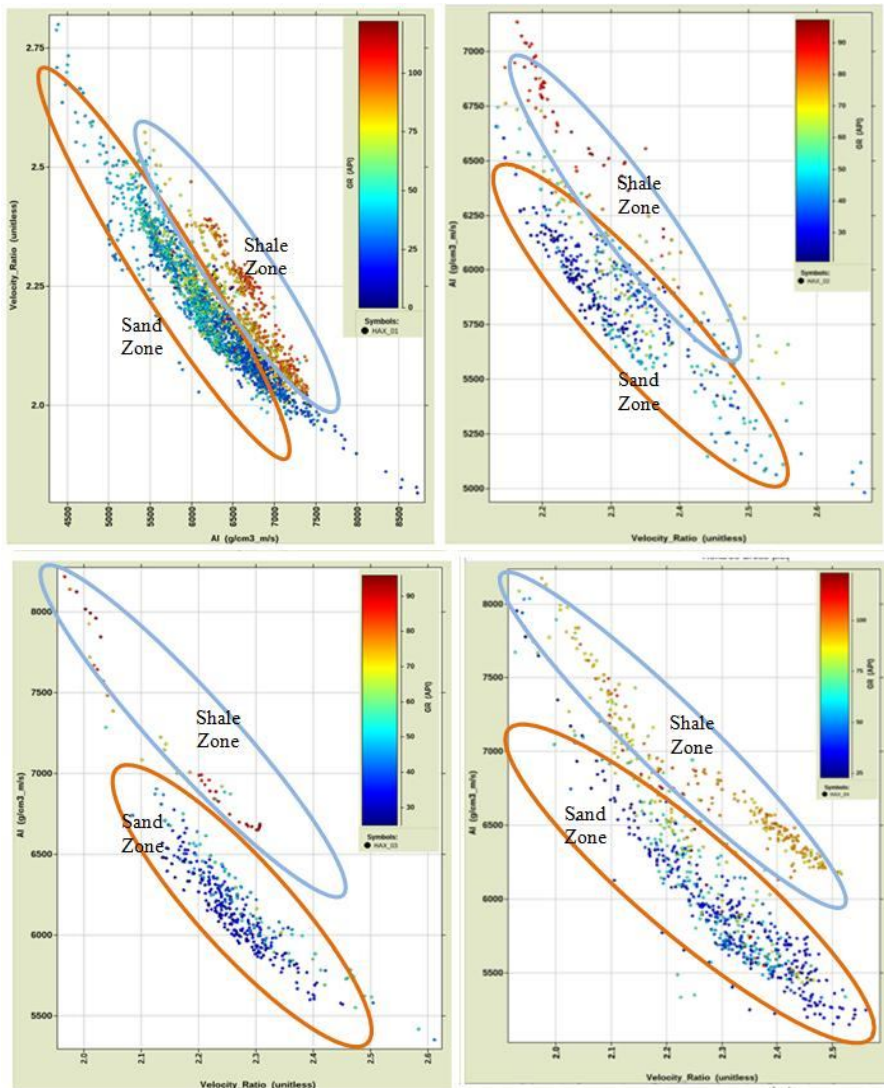 2.75
2.5
2.25
2.0
Velocity_Ratio (unitless)
4500
5000
5500
6000
6500
7000
7500
8000
8500
AI (g/cm3_m/s)
100
75
50
25
0
GR (API)
Symbols:
HAX_01
Shale
Zone
Sand
Zone
7000
6750
6500
6250
6000
5750
5500
5250
5000
AI (g/cm3_m/s)
2.2
2.3
2.4
2.5
2.6
Velocity_Ratio (unitless)
90
80
70
60
50
40
30
GR (API)
Symbols:
HAX_02
Shale
Zone
Sand
Zone
8000
7500
7000
6500
6000
5500
AI (g/cm3_m/s)
2.0
2.1
2.2
2.3
2.4
2.5
2.6
Velocity_Ratio (unitless)
90
80
70
60
50
40
30
GR (API)
Symbols:
HAX_03
Shale
Zone
Sand
Zone
8000
7500
7000
6500
6000
5500
AI (g/cm3_m/s)
2.0
2.1
2.2
2.3
2.4
2.5
Velocity_Ratio (unitless)
100
75
50
25
GR (API)
Symbols:
HAX_04
Shale
Zone
Sand
Zone